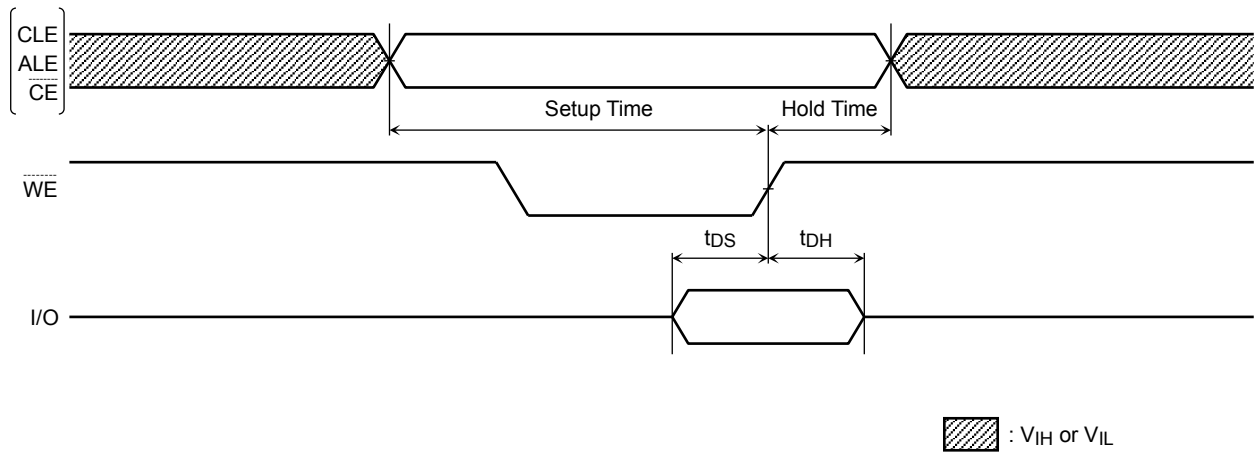 CLE
ALE
CE
Setup Time
Hold Time
WE
tDS
tDH
I/O
: VIH or VIL